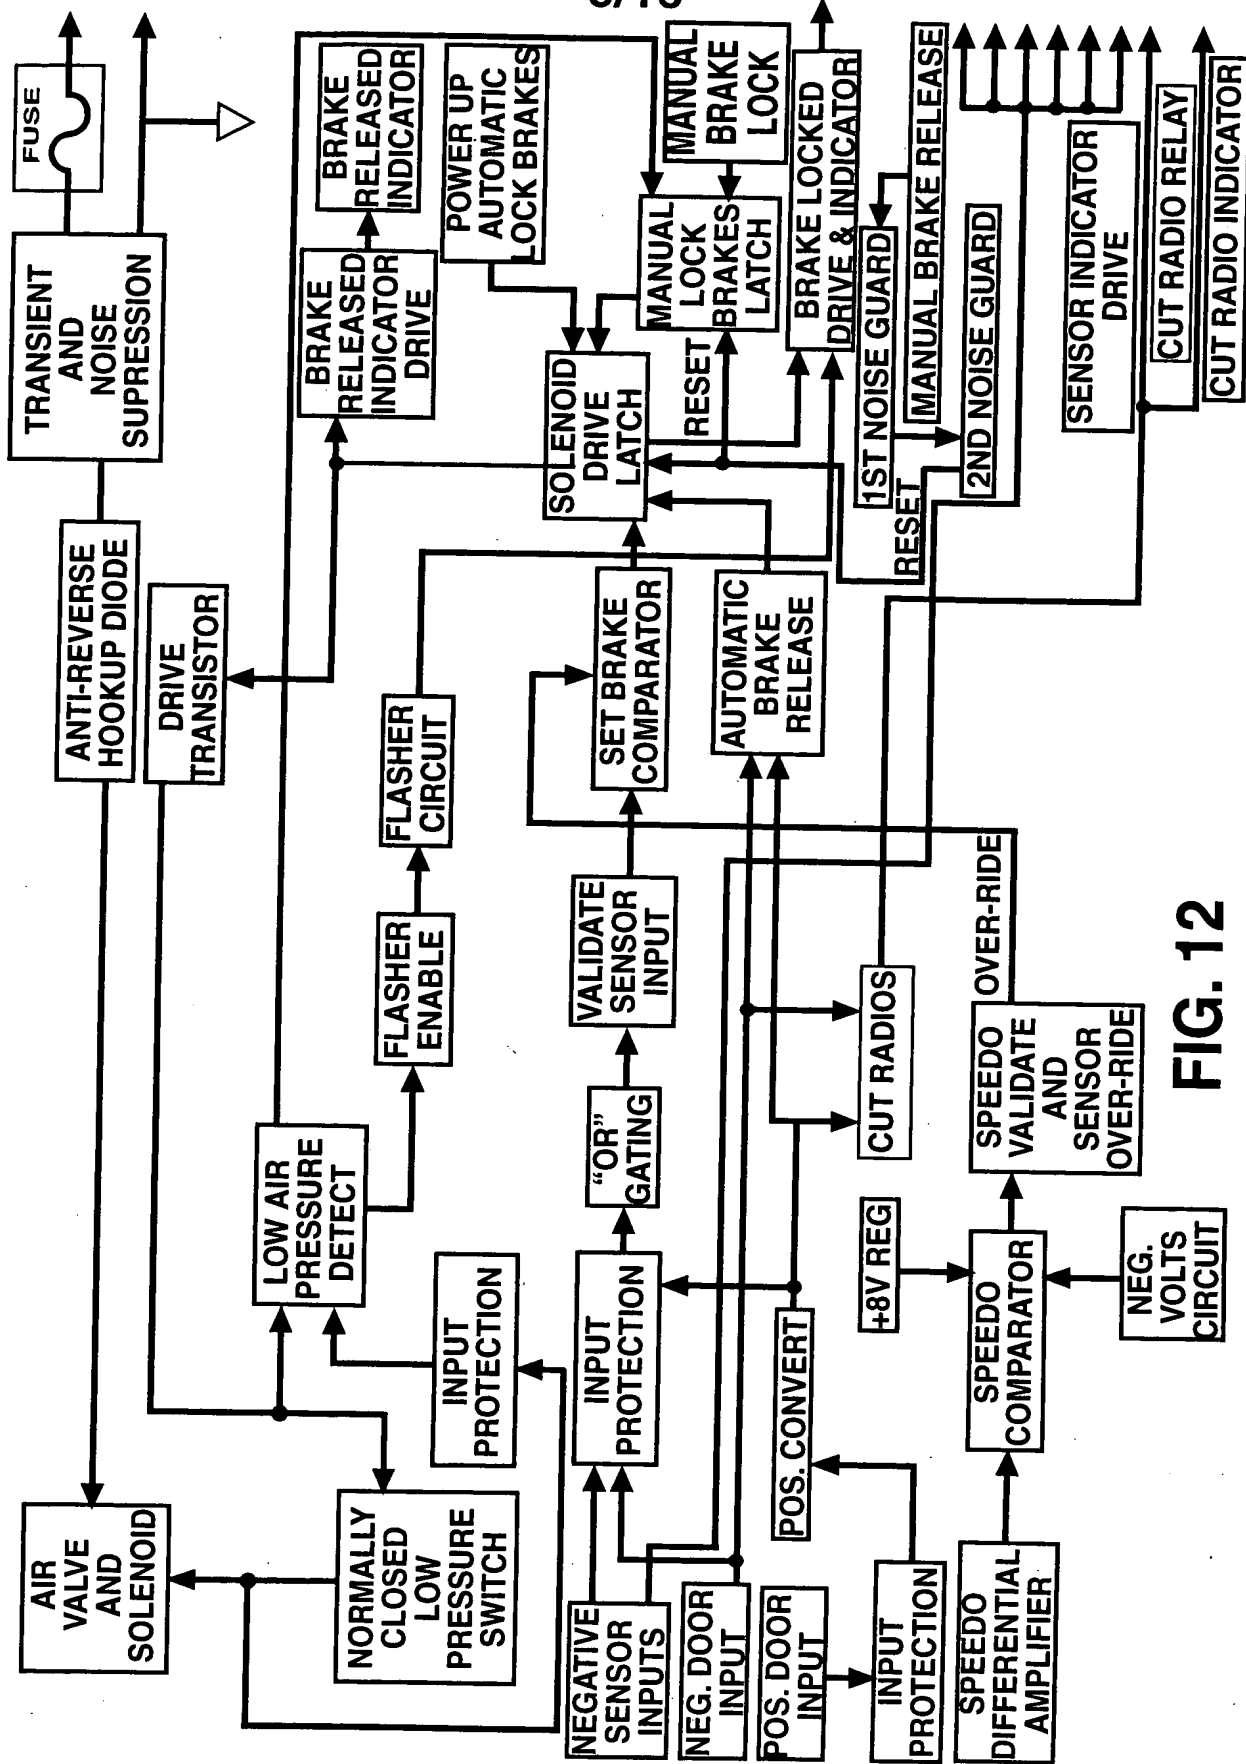 FUSE
TRANSIENT
AND
NOISE
SUPRESSION
ANTI-REVERSE
HOOKUP DIODE
AIR
VALVE
AND
SOLENOID
DRIVE
TRANSISTOR
BRAKE
RELEASED
INDICATOR
BRAKE
RELEASED
INDICATOR
DRIVE
POWER UP
AUTOMATIC
LOCK BRAKES
LOW AIR
PRESSURE
DETECT
FLASHER
ENABLE
FLASHER
CIRCUIT
INPUT
PROTECTION
NORMALLY
CLOSED
LOW
PRESSURE
SWITCH
MANUAL
BRAKE
LOCK
MANUAL
LOCK
BRAKES
LATCH
SOLENOID
DRIVE
LATCH
RESET
SET BRAKE
COMPARATOR
VALIDATE
SENSOR
INPUT
"OR"
GATING
INPUT
PROTECTION
NEGATIVE
SENSOR
INPUTS
NEG. DOOR
INPUT
POS. DOOR
INPUT
AUTOMATIC
BRAKE
RELEASE
BRAKE LOCKED
DRIVE & INDICATOR
1ST NOISE GUARD
MANUAL BRAKE RELEASE
RESET
2ND NOISE GUARD
POS. CONVERT
INPUT
PROTECTION
CUT RADIOS
+8V REG
SPEEDO
DIFFERENTIAL
AMPLIFIER
SPEEDO
COMPARATOR
NEG.
VOLTS
CIRCUIT
SPEEDO
VALIDATE
AND
SENSOR
OVER-RIDE
OVER-RIDE
SENSOR INDICATOR
DRIVE
CUT RADIO RELAY
CUT RADIO INDICATOR
FIG. 12